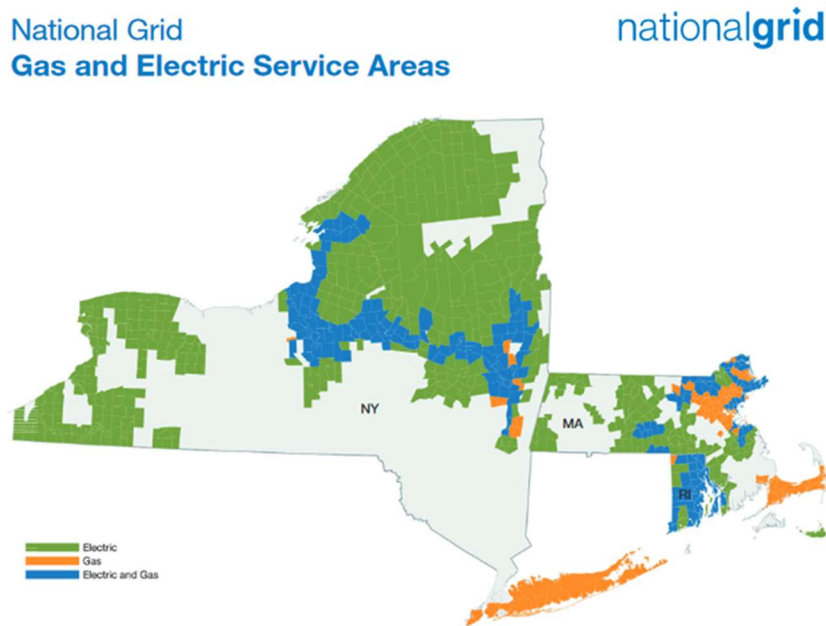 National Grid
Gas and Electric Service Areas
nationalgrid
NY
MA
RI
Electric
Gas
Electric and Gas